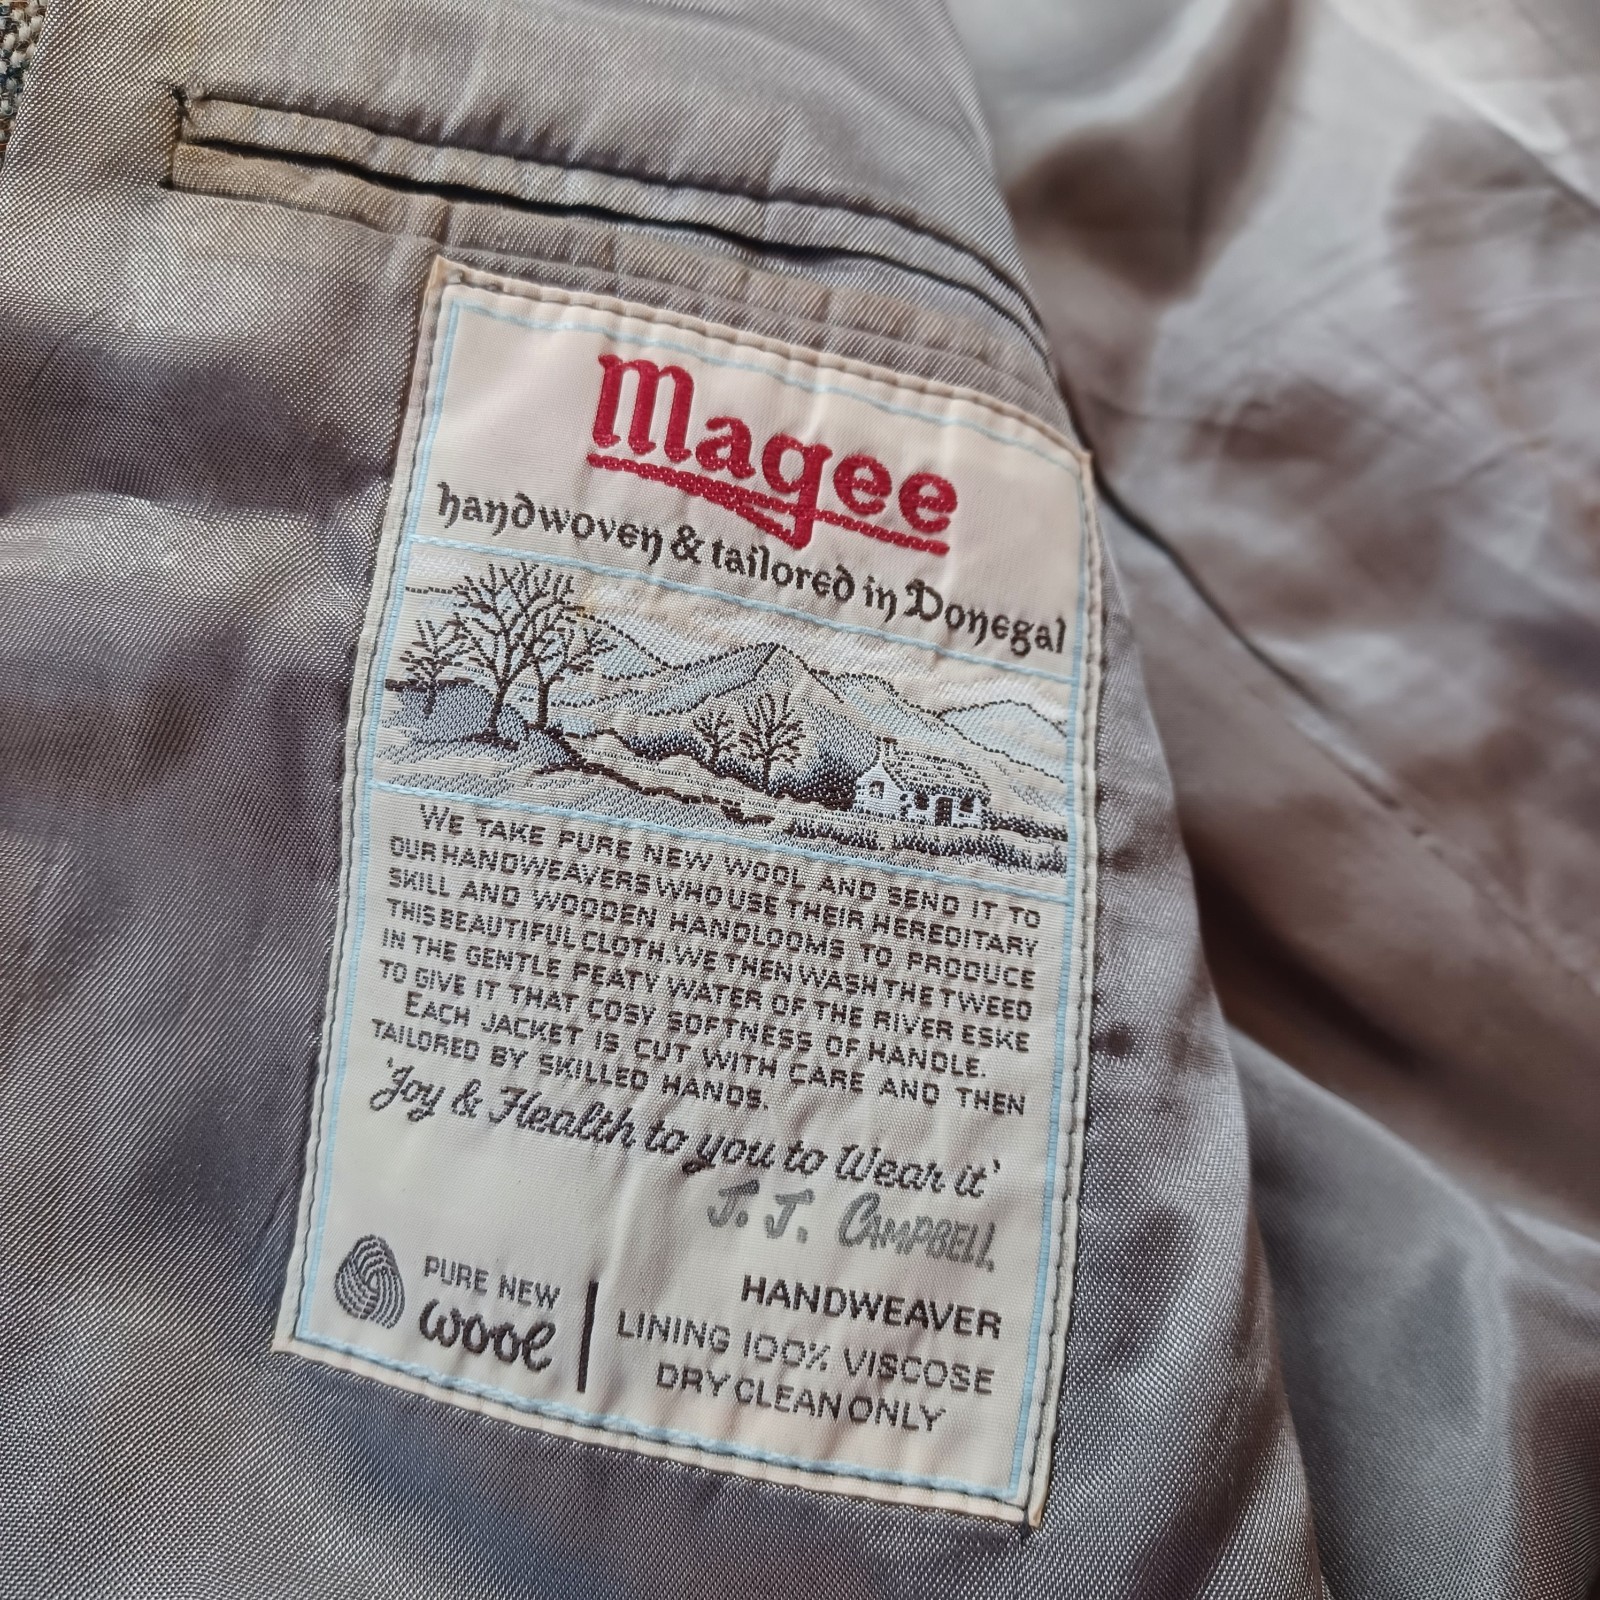 Magee
handwoven & tailored in Donegal
WE TAKE PURE NEW WOOL AND SEND IT TO
OUR HANDWEAVERS WHO USE THEIR HEREDITARY
SKILL AND WOODEN HANDLOOMS TO PRODUCE
THIS BEAUTIFUL CLOTH. WE THEN WASH THE TWEED
IN THE GENTLE PEATY WATER OF THE RIVER ESKE
TO GIVE IT THAT COSY SOFTNESS OF HANDLE.
EACH JACKET IS CUT WITH CARE AND THEN
TAILORED BY SKILLED HANDS.
'Joy & Health to you to Wear it'
J. J. CAMPBELL
HANDWEAVER
PURE NEW
wool
LINING 100% VISCOSE
DRY CLEAN ONLY